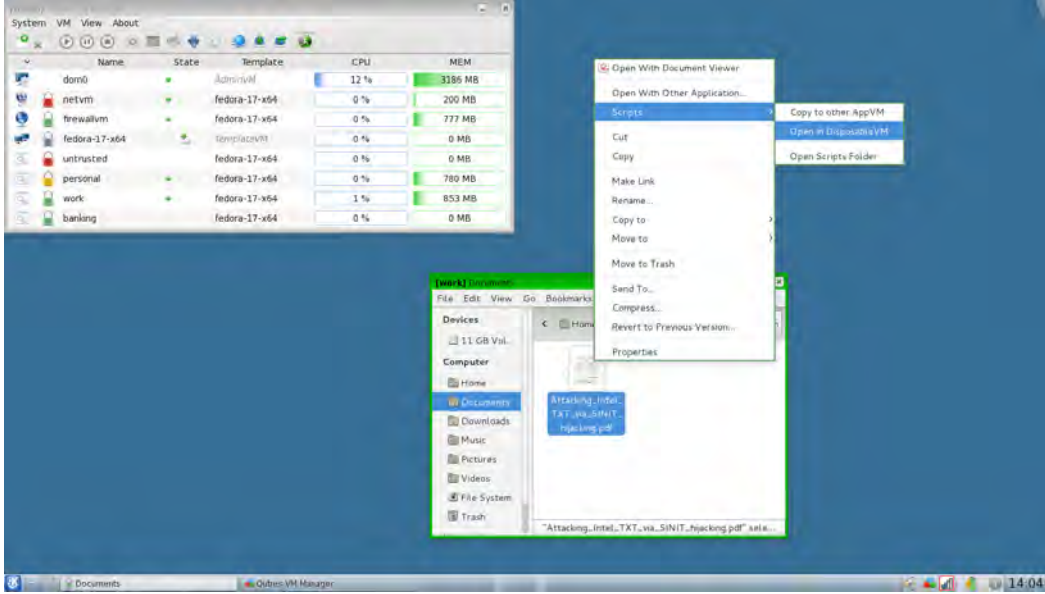 System VM View About
Name State Template CPU MEM
dom0 AdminVM 12 % 3186 MB
netvm fedora-17-x64 0 % 200 MB
firewallvm fedora-17-x64 0 % 777 MB
fedora-17-x64 TemplateVM 0 % 0 MB
untrusted fedora-17-x64 0 % 0 MB
personal fedora-17-x64 0 % 780 MB
work fedora-17-x64 1 % 853 MB
banking fedora-17-x64 0 % 0 MB
Open With Document Viewer
Open With Other Application...
Scripts
Cut
Copy
Make Link
Rename...
Copy to
Move to
Move to Trash
Send To...
Compress...
Revert to Previous Version...
Properties
Copy to other AppVM
Open in DisposableVM
Open Scripts Folder
[work] Documents
File Edit View Go Bookmarks
Devices
11 GB Vol...
Computer
Home
Documents
Downloads
Music
Pictures
Videos
File System
Trash
Home
Attacking_Intel_
TXT_via_SINIT_
hijacking.pdf
"Attacking_Intel_TXT_via_SINIT_hijacking.pdf" sele...
Documents
Qubes VM Manager
14:04